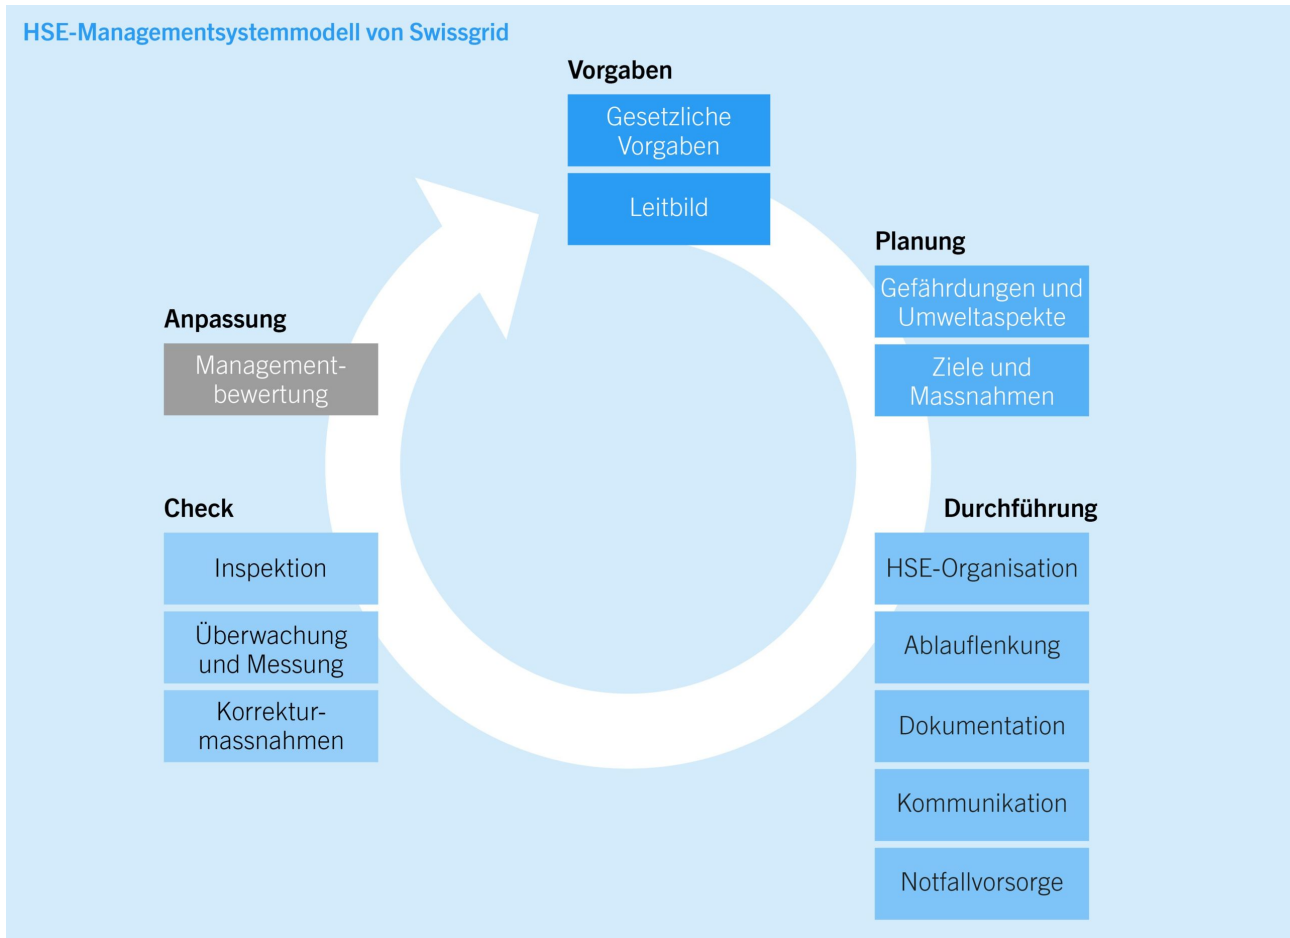 HSE-Managementsystemmodell von Swissgrid
Vorgaben
Gesetzliche
Vorgaben
Leitbild
Planung
Gefährdungen und
Umweltaspekte
Ziele und
Massnahmen
Durchführung
HSE-Organisation
Ablauflenkung
Dokumentation
Kommunikation
Notfallvorsorge
Check
Inspektion
Überwachung
und Messung
Korrektur-
massnahmen
Anpassung
Management-
bewertung